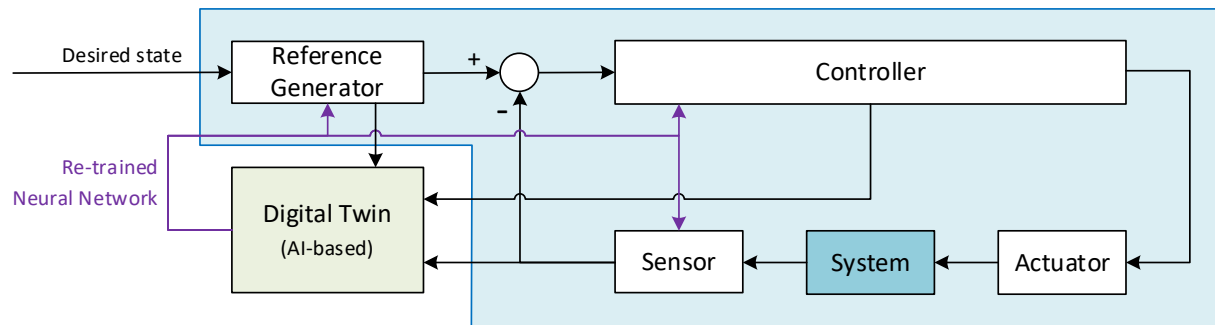 Desired state
Reference
Generator
+
-
Controller
Re-trained
Neural Network
Digital Twin
(AI-based)
Sensor
System
Actuator